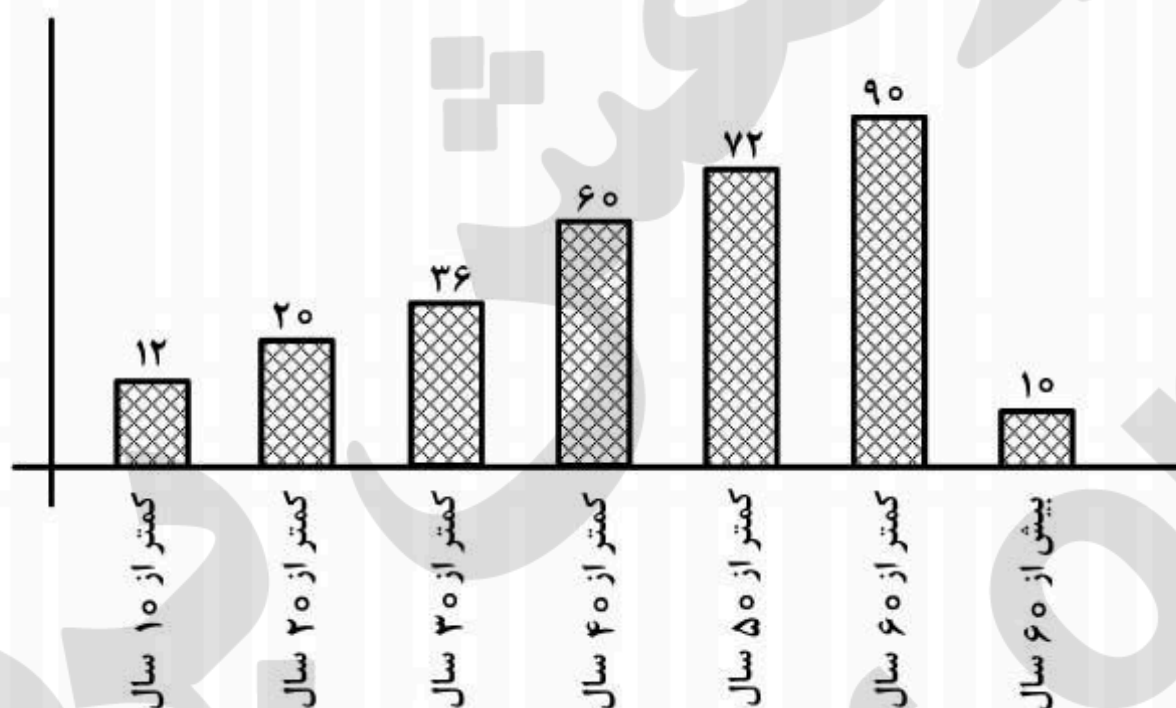 ۱۲
۲۰
۳۶
۶۰
۷۲
۹۰
۱۰
کمتر از ۱۰ سال
کمتر از ۲۰ سال
کمتر از ۳۰ سال
کمتر از ۴۰ سال
کمتر از ۵۰ سال
کمتر از ۶۰ سال
بیش از ۶۰ سال